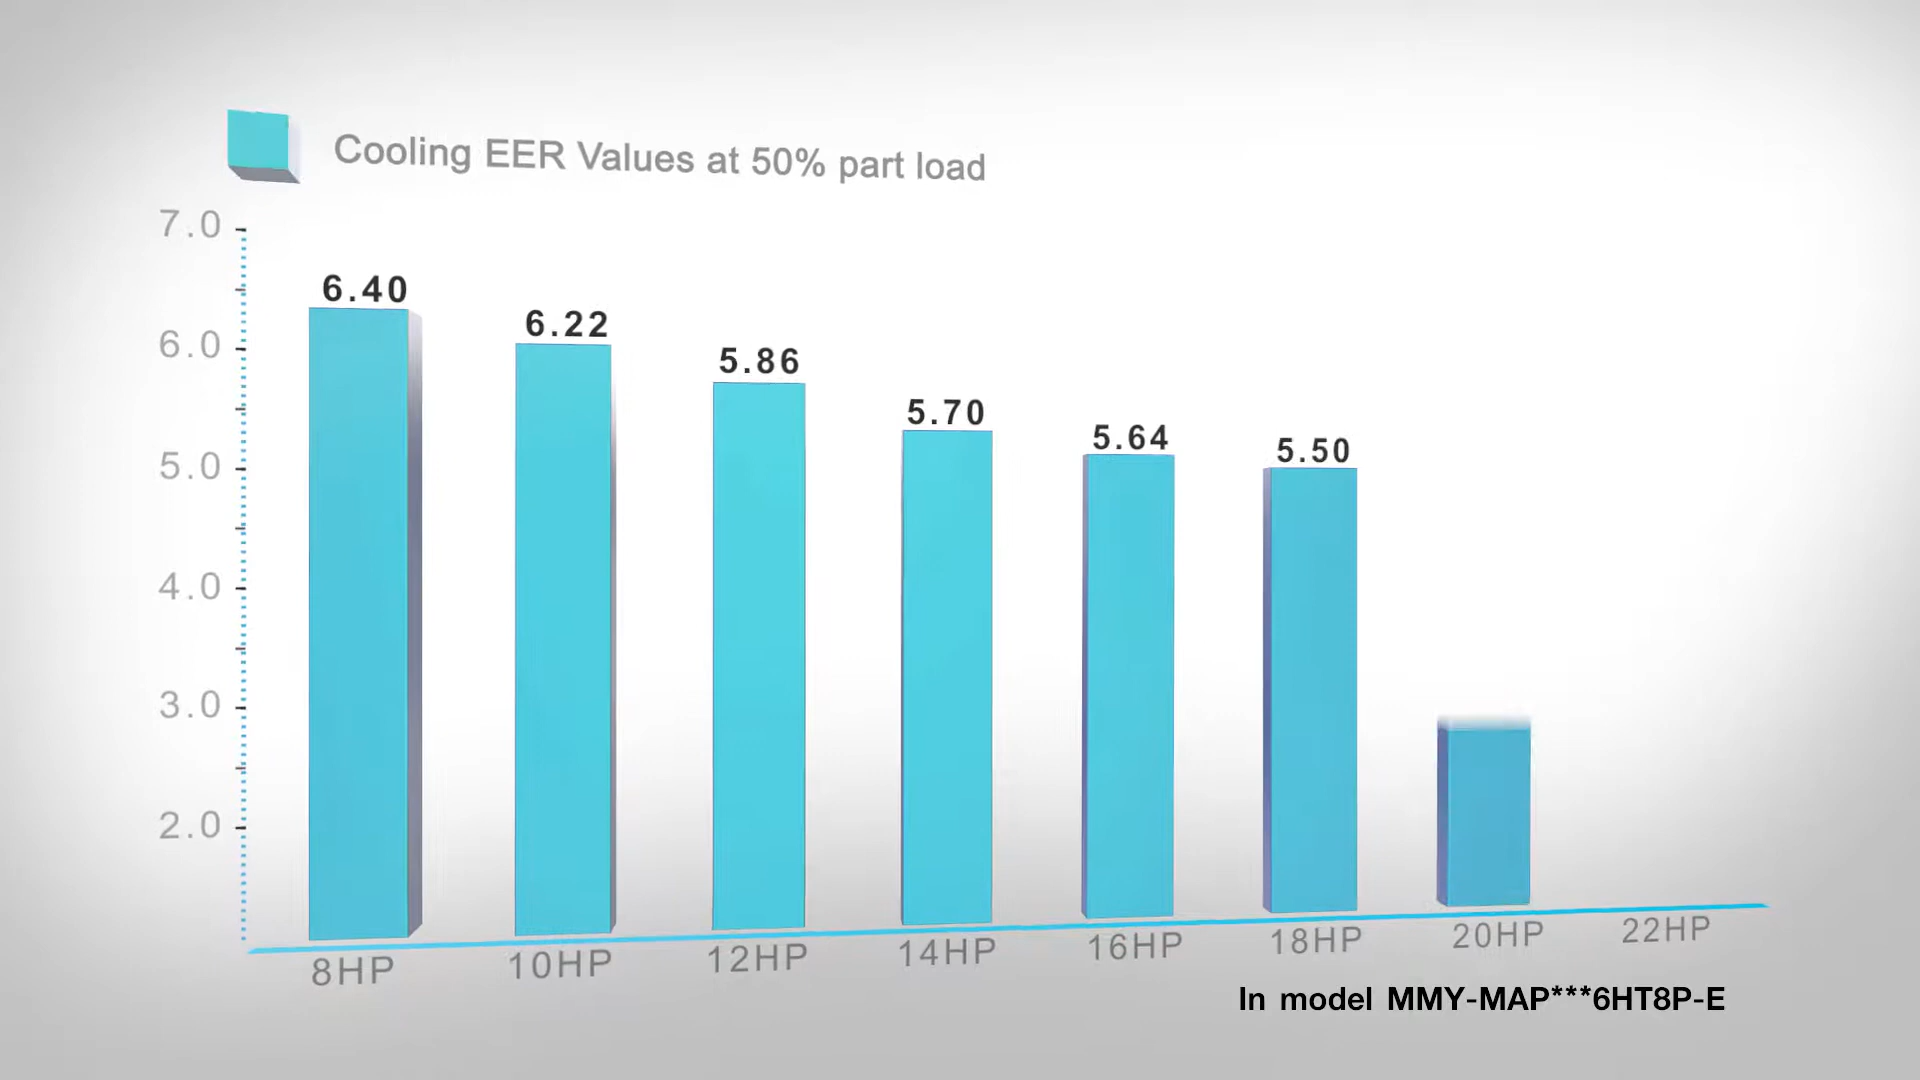 Cooling EER Values at 50% part load
7.0
6.0
5.0
4.0
3.0
2.0
6.40
6.22
5.86
5.70
5.64
5.50
8HP
10HP
12HP
14HP
16HP
18HP
20HP
22HP
In model MMY-MAP***6HT8P-E